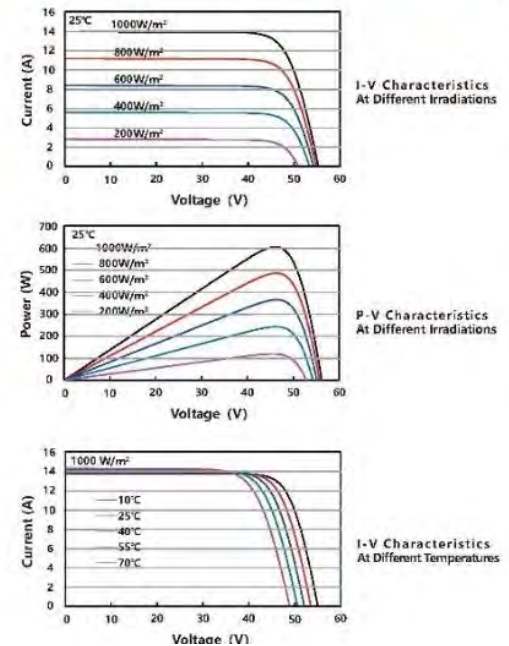 16
25℃
1000W/m²
14
12
800W/m²
10
600W/m²
8
6
400W/m²
4
200W/m²
2
0
Current (A)
0 10 20 30 40 50 60
Voltage (V)
I-V Characteristics
At Different Irradiations
700
25℃
600
1000W/m²
800W/m²
500
600W/m²
400
400W/m²
300
200W/m²
200
100
0
Power (W)
0 10 20 30 40 50 60
Voltage (V)
P-V Characteristics
At Different Irradiations
16
1000 W/m²
14
12
10℃
10
25℃
8
40℃
6
55℃
4
70℃
2
0
Current (A)
0 10 20 30 40 50 60
Voltage (V)
I-V Characteristics
At Different Temperatures